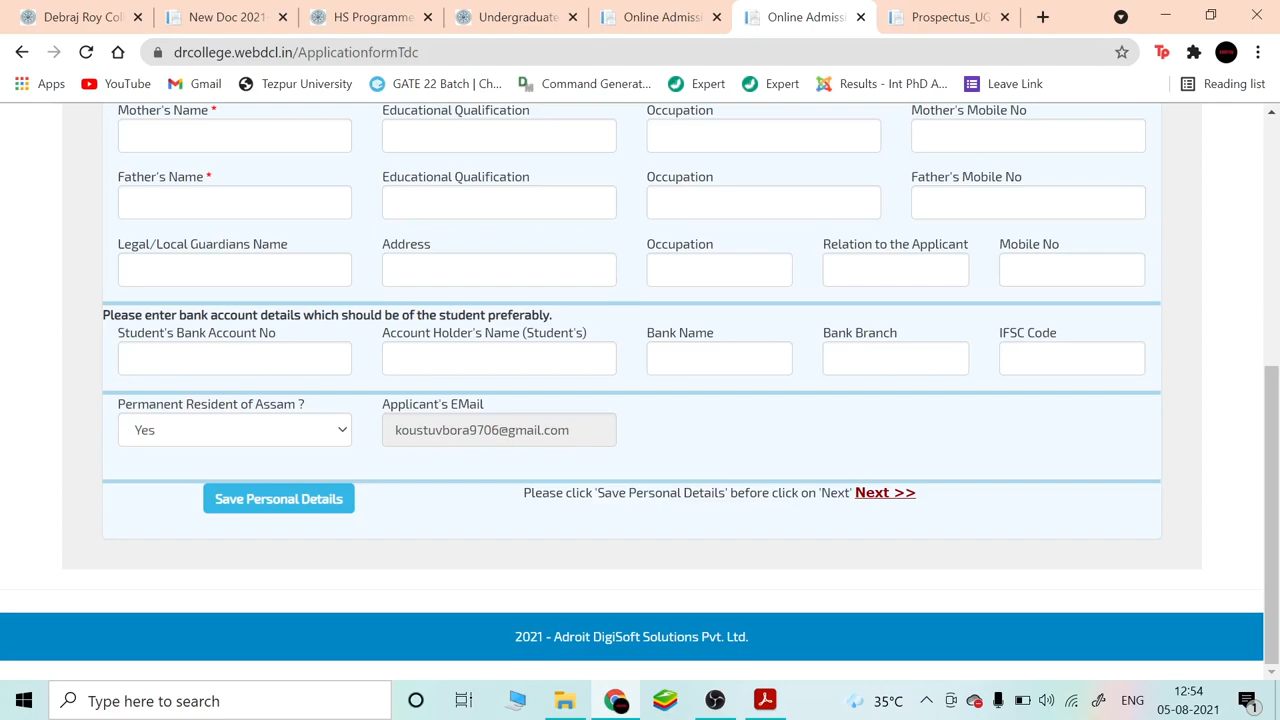 Debraj Roy Col
New Doc 2021-
HS Programme
Undergraduate
Online Admissi
Online Admissi
Prospectus_UG
drcollege.webdcl.in/ApplicationformTdc
Apps
YouTube
Gmail
Tezpur University
GATE 22 Batch | Ch...
Command Generat...
Expert
Expert
Results - Int PhD A...
Leave Link
Reading list
Mother's Name *
Educational Qualification
Occupation
Mother's Mobile No
Father's Name *
Educational Qualification
Occupation
Father's Mobile No
Legal/Local Guardians Name
Address
Occupation
Relation to the Applicant
Mobile No
Please enter bank account details which should be of the student preferably.
Student's Bank Account No
Account Holder's Name (Student's)
Bank Name
Bank Branch
IFSC Code
Permanent Resident of Assam ?
Applicant's EMail
Yes
koustuvbora9706@gmail.com
Save Personal Details
Please click 'Save Personal Details' before click on 'Next' Next >>
2021 - Adroit DigiSoft Solutions Pvt. Ltd.
Type here to search
35°C
ENG
12:54
05-08-2021
1